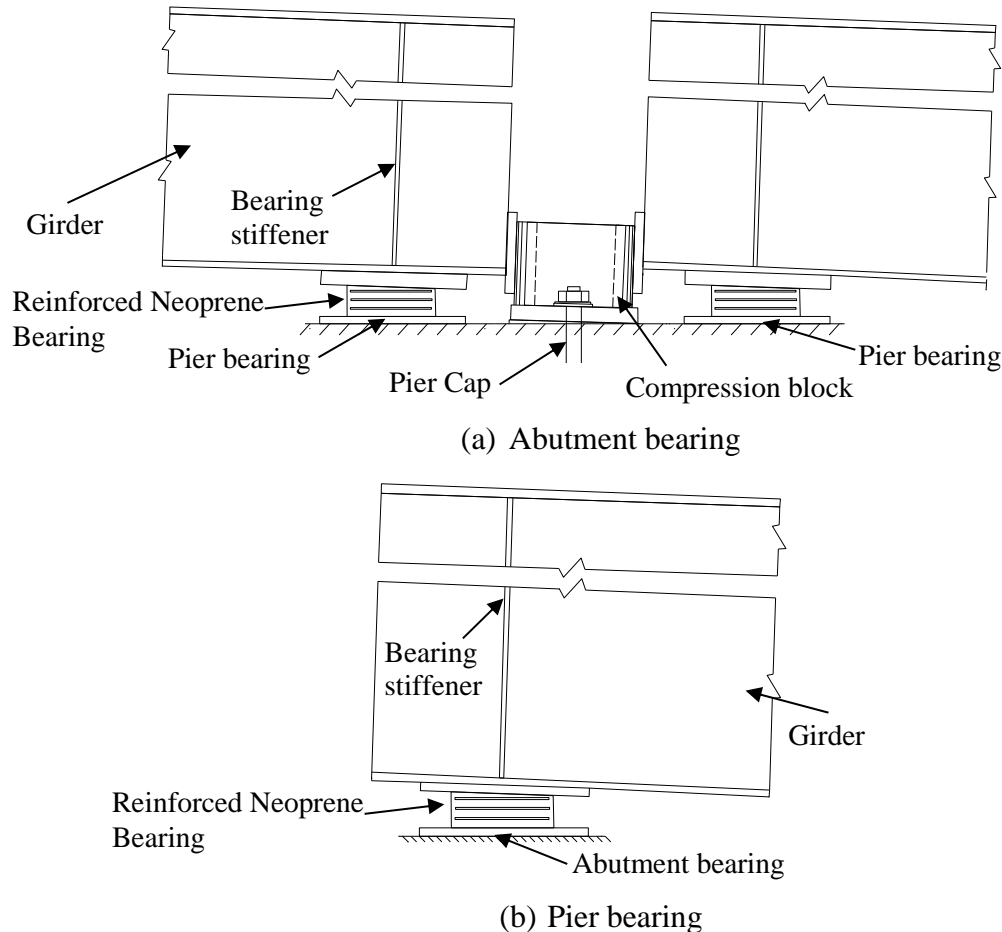 Girder
Bearing
stiffener
Reinforced Neoprene
Bearing
Pier bearing
Pier Cap
Compression block
Pier bearing
(a) Abutment bearing
Bearing
stiffener
Girder
Reinforced Neoprene
Bearing
Abutment bearing
(b) Pier bearing